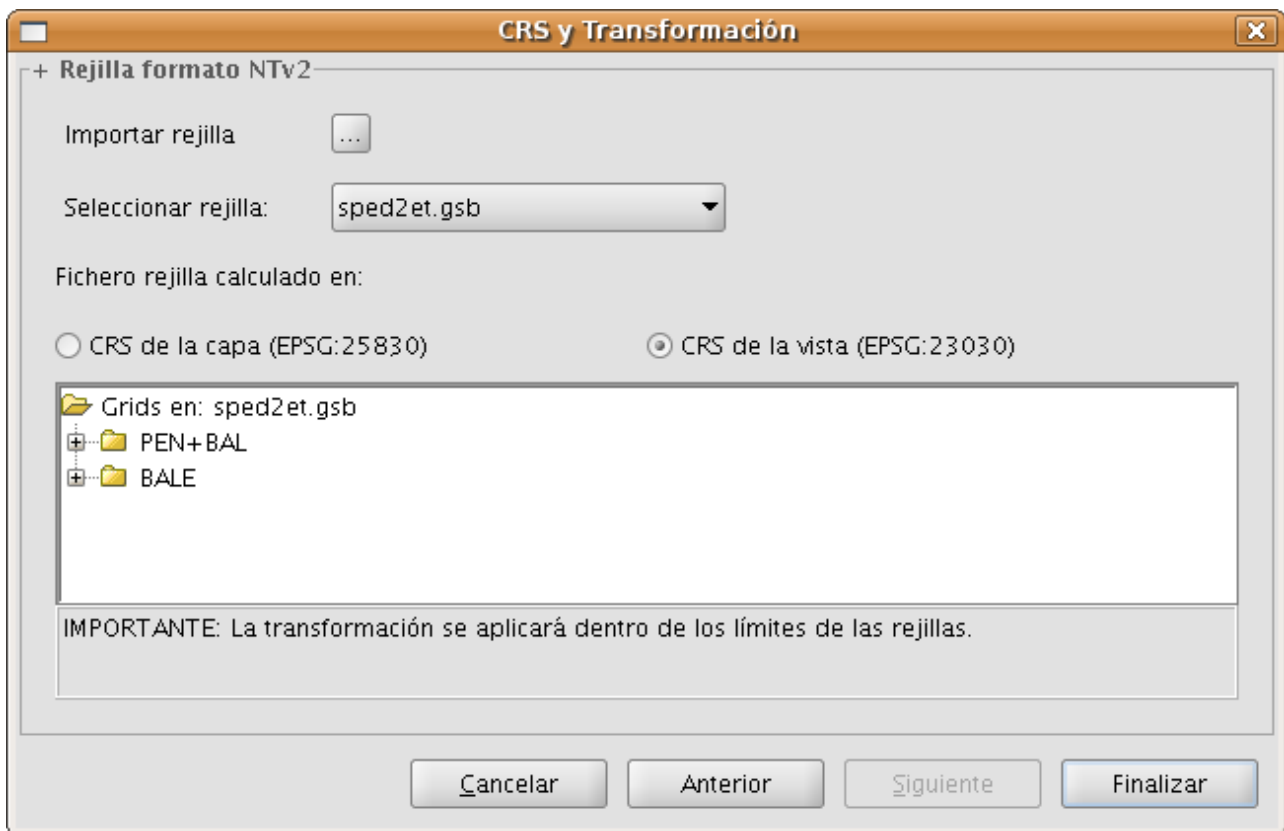 CRS y Transformación
+ Rejilla formato NTv2
Importar rejilla ...
Seleccionar rejilla: sped2et.gsb
Fichero rejilla calculado en:
CRS de la capa (EPSG:25830) CRS de la vista (EPSG:23030)
Grids en: sped2et.gsb
PEN+BAL
BALE
IMPORTANTE: La transformación se aplicará dentro de los límites de las rejillas.
Cancelar Anterior Siguiente Finalizar